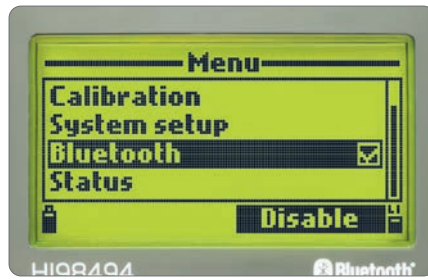 Menu
Calibration
System setup
Bluetooth
Status
Disable
HI98494
Bluetooth